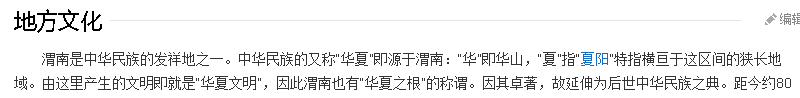 地方文化
编辑
渭南是中华民族的发祥地之一。中华民族的又称"华夏"即源于渭南："华"即华山，"夏"指"夏阳"特指横亘于这区间的狭长地
域。由这里产生的文明即就是"华夏文明"，因此渭南也有"华夏之根"的称谓。因其卓著，故延伸为后世中华民族之典。距今约80